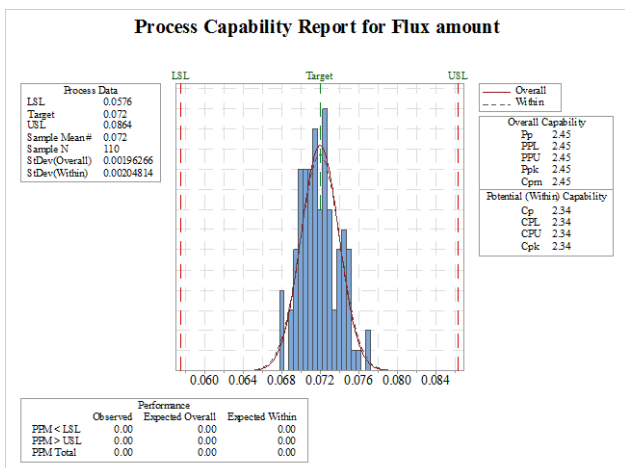 Process Capability Report for Flux amount
LSL Target USL
Process Data
LSL 0.0576
Target 0.072
USL 0.0864
Sample Mean# 0.072
Sample N 110
StDev(Overall) 0.00196266
StDev(Within) 0.00204814
Overall
Within
Overall Capability
Pp 2.45
PPL 2.45
PPU 2.45
Ppk 2.45
Cpm 2.45
Potential (Within) Capability
Cp 2.34
CPL 2.34
CPU 2.34
Cpk 2.34
0.060 0.064 0.068 0.072 0.076 0.080 0.084
Performance
Observed Expected Overall Expected Within
PPM < LSL 0.00 0.00 0.00
PPM > USL 0.00 0.00 0.00
PPM Total 0.00 0.00 0.00